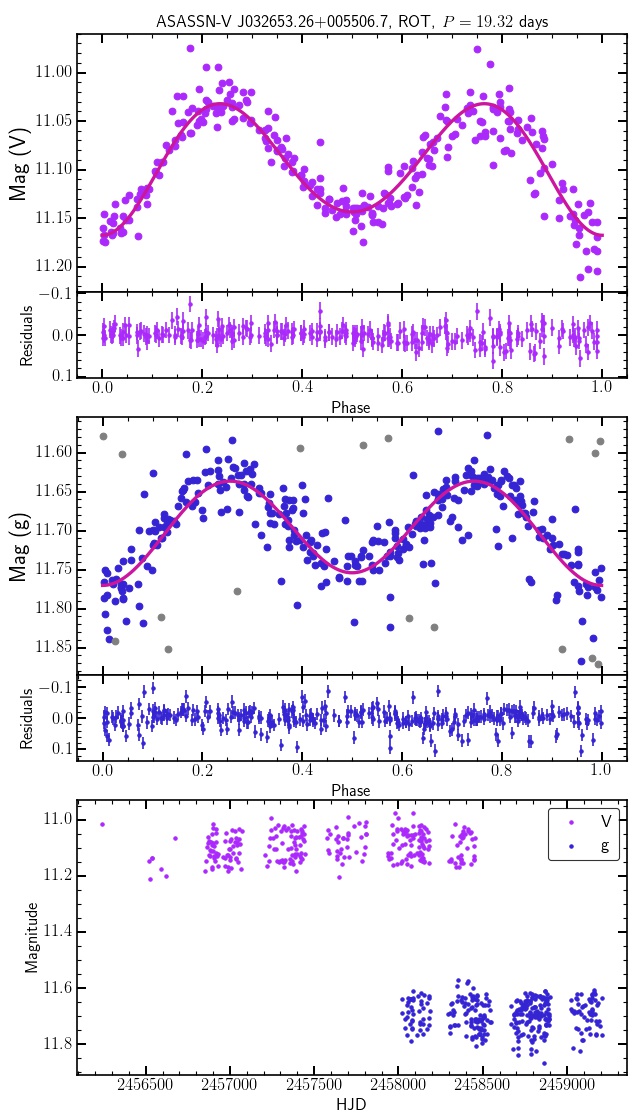 ASASSN-V J032653.26+005506.7, ROT, P = 19.32 days
11.00
11.05
11.10
11.15
11.20
Mag (V)
−0.1
0.0
0.1
Residuals
0.0 0.2 0.4 0.6 0.8 1.0
Phase
11.60
11.65
11.70
11.75
11.80
11.85
Mag (g)
−0.1
0.0
0.1
Residuals
0.0 0.2 0.4 0.6 0.8 1.0
Phase
11.0
11.2
11.4
11.6
11.8
Magnitude
V
g
2456500 2457000 2457500 2458000 2458500 2459000
HJD